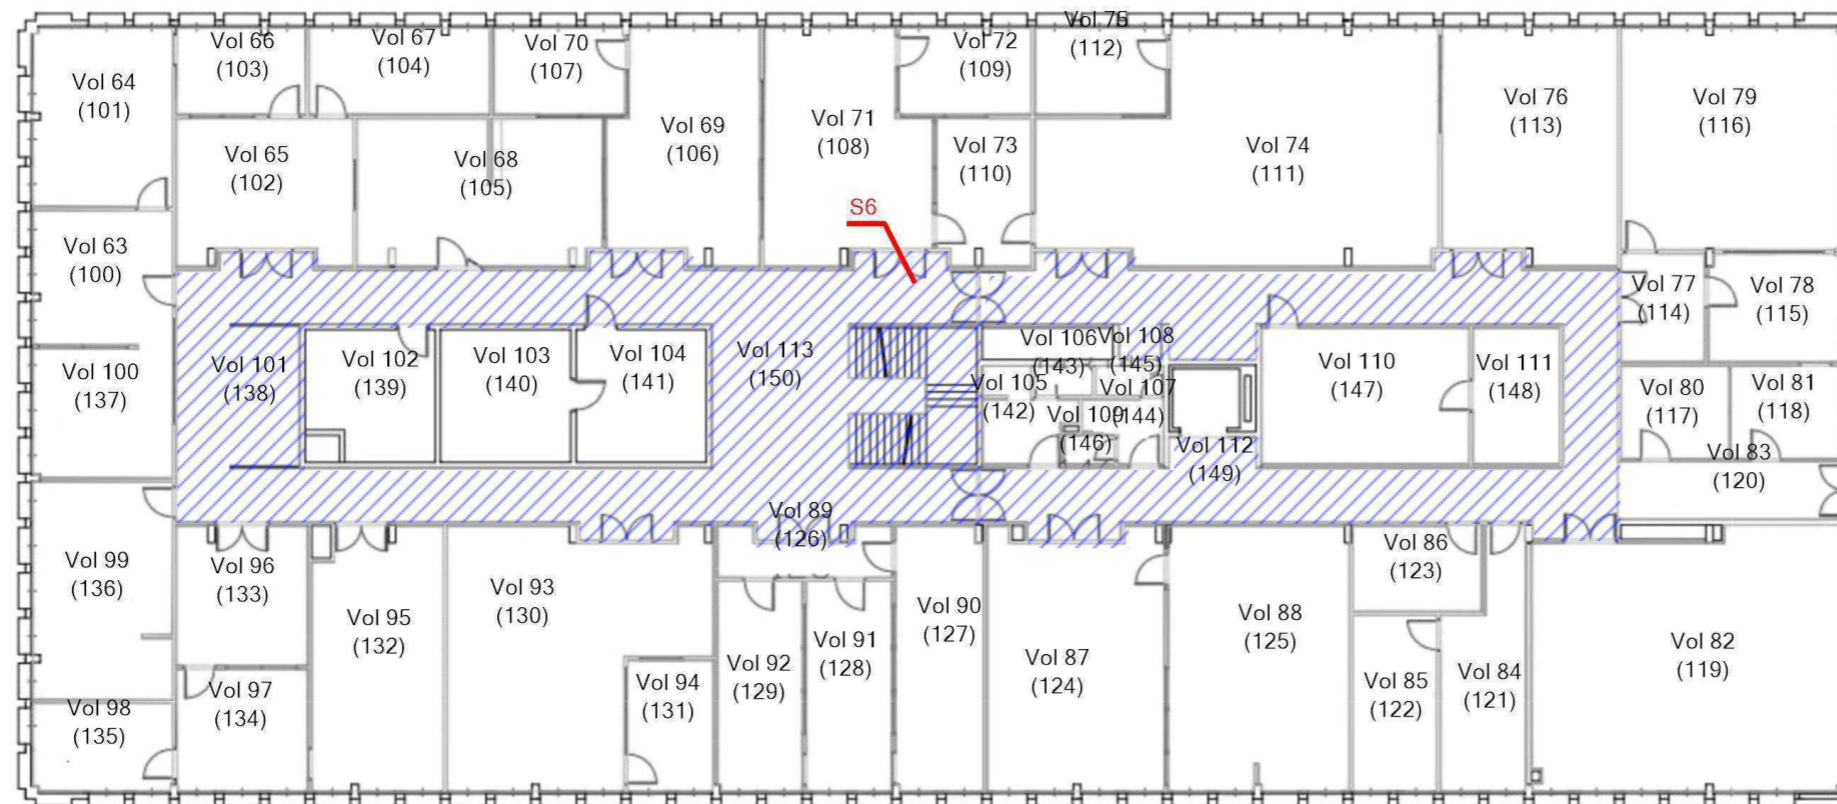 Vol 75
(112)
Vol 66
(103)
Vol 67
(104)
Vol 70
(107)
Vol 72
(109)
Vol 64
(101)
Vol 69
(106)
Vol 71
(108)
Vol 76
(113)
Vol 79
(116)
Vol 65
(102)
Vol 68
(105)
Vol 73
(110)
Vol 74
(111)
S6
Vol 63
(100)
Vol 77
(114)
Vol 78
(115)
Vol 100
(137)
Vol 101
(138)
Vol 102
(139)
Vol 103
(140)
Vol 104
(141)
Vol 113
(150)
Vol 106
(143)
Vol 108
(145)
Vol 105
(142)
Vol 107
(144)
Vol 109
(146)
Vol 110
(147)
Vol 111
(148)
Vol 80
(117)
Vol 81
(118)
Vol 112
(149)
Vol 83
(120)
Vol 89
(126)
Vol 99
(136)
Vol 96
(133)
Vol 86
(123)
Vol 95
(132)
Vol 93
(130)
Vol 90
(127)
Vol 88
(125)
Vol 92
(129)
Vol 91
(128)
Vol 87
(124)
Vol 82
(119)
Vol 98
(135)
Vol 97
(134)
Vol 94
(131)
Vol 85
(122)
Vol 84
(121)